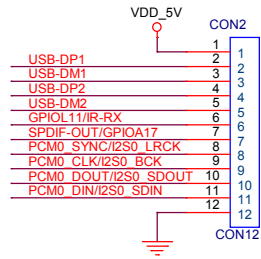 VDD_5V
CON2
1 1
USB-DP1 2 2
USB-DM1 3 3
USB-DP2 4 4
USB-DM2 5 5
GPIOL11/IR-RX 6 6
SPDIF-OUT/GPIOA17 7 7
PCM0_SYNC/I2S0_LRCK 8 8
PCM0_CLK/I2S0_BCK 9 9
PCM0_DOUT/I2S0_SDOUT 10 10
PCM0_DIN/I2S0_SDIN 11 11
12 12
CON12